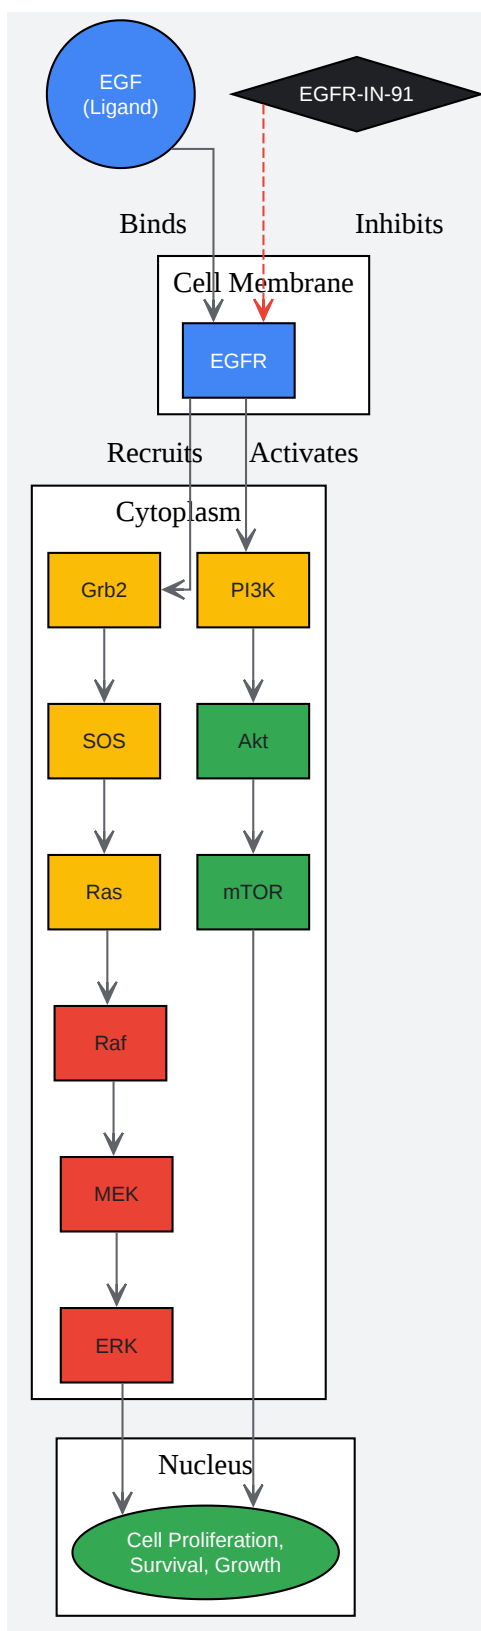 EGF
(Ligand)
EGFR-IN-91
Binds
Inhibits
Cell Membrane
EGFR
Recruits
Activates
Cytoplasm
Grb2
PI3K
SOS
Akt
Ras
mTOR
Raf
MEK
ERK
Nucleus
Cell Proliferation,
Survival, Growth